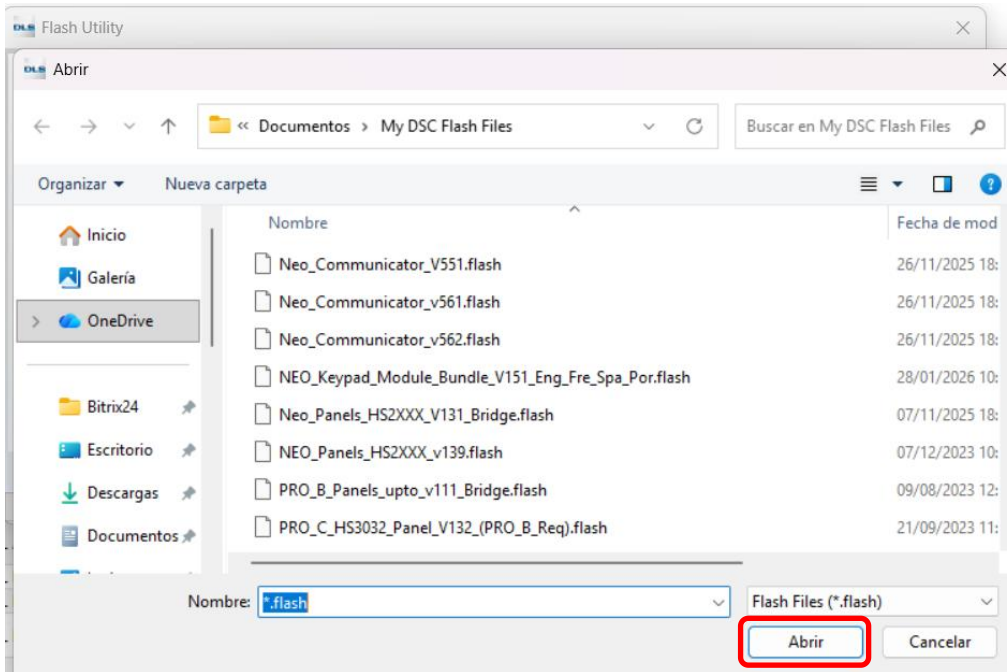 DLS Flash Utility
DLS Abrir
« Documentos > My DSC Flash Files
Buscar en My DSC Flash Files
Organizar
Nueva carpeta
Inicio
Galería
OneDrive
Bitrix24
Escritorio
Descargas
Documentos
Nombre Fecha de mod
Neo_Communicator_V551.flash 26/11/2025 18:
Neo_Communicator_v561.flash 26/11/2025 18:
Neo_Communicator_v562.flash 26/11/2025 18:
NEO_Keypad_Module_Bundle_V151_Eng_Fre_Spa_Por.flash 28/01/2026 10:
Neo_Panels_HS2XXX_V131_Bridge.flash 07/11/2025 18:
NEO_Panels_HS2XXX_v139.flash 07/12/2023 10:
PRO_B_Panels_upto_v111_Bridge.flash 09/08/2023 12:
PRO_C_HS3032_Panel_V132_(PRO_B_Req).flash 21/09/2023 11:
Nombre: *.flash
Flash Files (*.flash)
Abrir
Cancelar